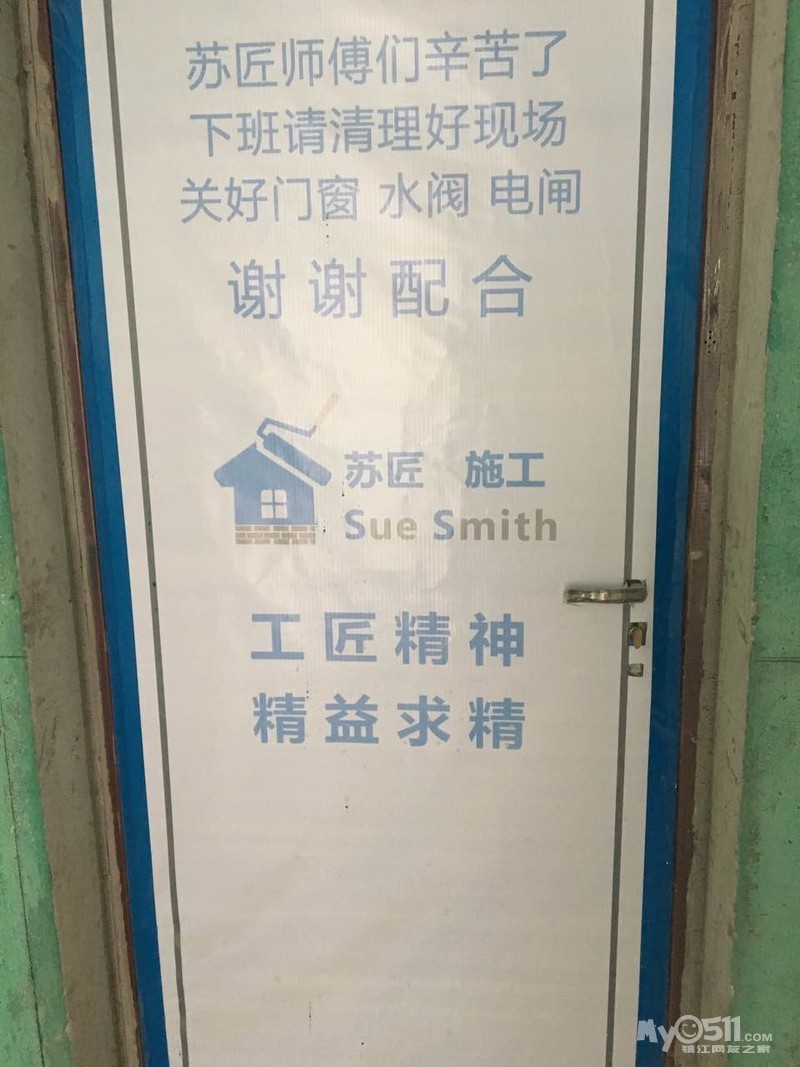 苏匠师傅们辛苦了
下班请清理好现场
关好门窗 水阀 电闸
谢谢配合
苏匠 施工
Sue Smith
工匠精神
精益求精
My0511.COM
镇江网友之家